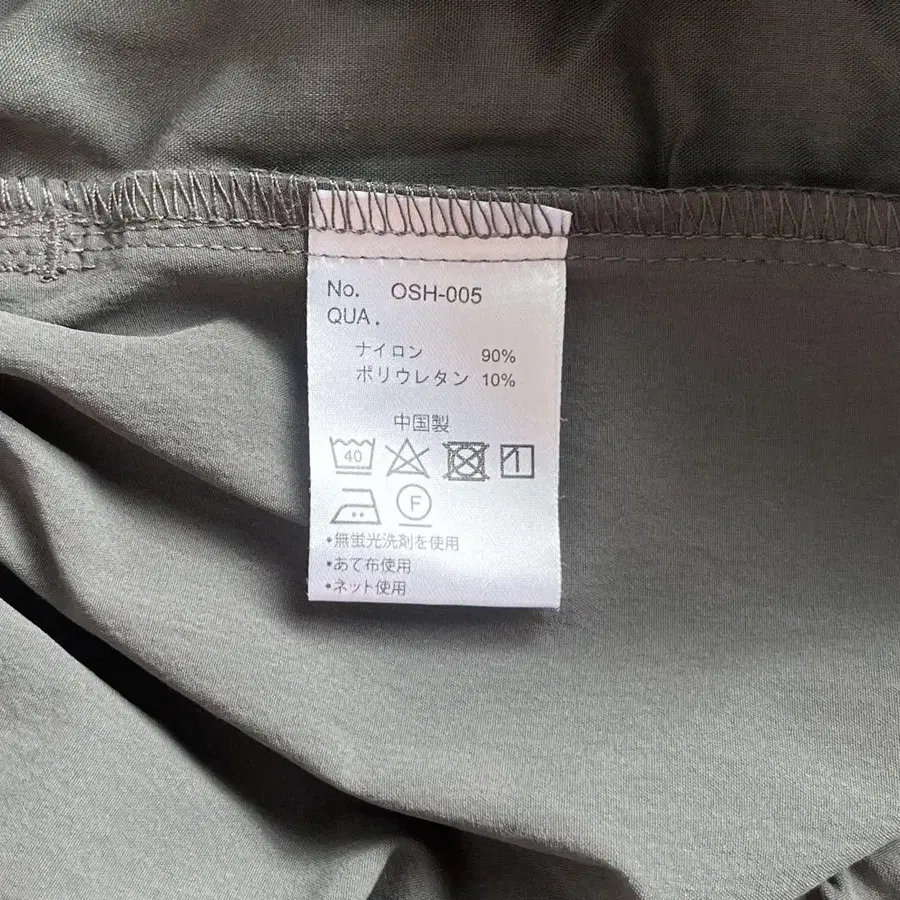 No. OSH-005
QUA.
ナイロン 90%
ポリウレタン 10%
中国製
40
F
•無蛍光洗剤を使用
•あて布使用
•ネット使用